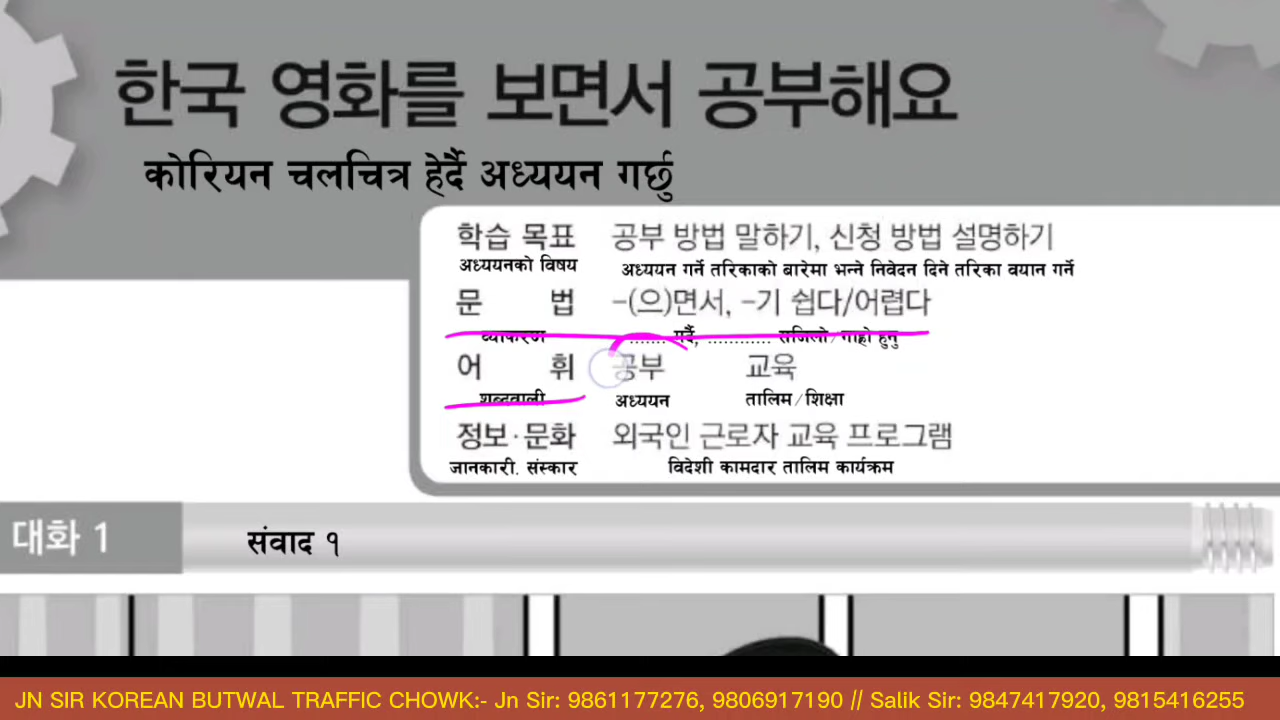 한국 영화를 보면서 공부해요
कोरियन चलचित्र हेर्दै अध्ययन गर्छु
학습 목표 공부 방법 말하기, 신청 방법 설명하기
अध्ययनको विषय अध्ययन गर्ने तरिकाको बारेमा भन्ने निवेदन दिने तरिका वयान गर्ने
문 법 -(으)면서, -기 쉽다/어렵다
व्याकरण ....... गर्दै, ............ सजिलो/गाह्रो हुनु
어 휘 공부 교육
शब्दवाली अध्ययन तालिम/शिक्षा
정보·문화 외국인 근로자 교육 프로그램
जानकारी. संस्कार विदेशी कामदार तालिम कार्यक्रम
대화 1 संवाद १
JN SIR KOREAN BUTWAL TRAFFIC CHOWK:- Jn Sir: 9861177276, 9806917190 // Salik Sir: 9847417920, 9815416255